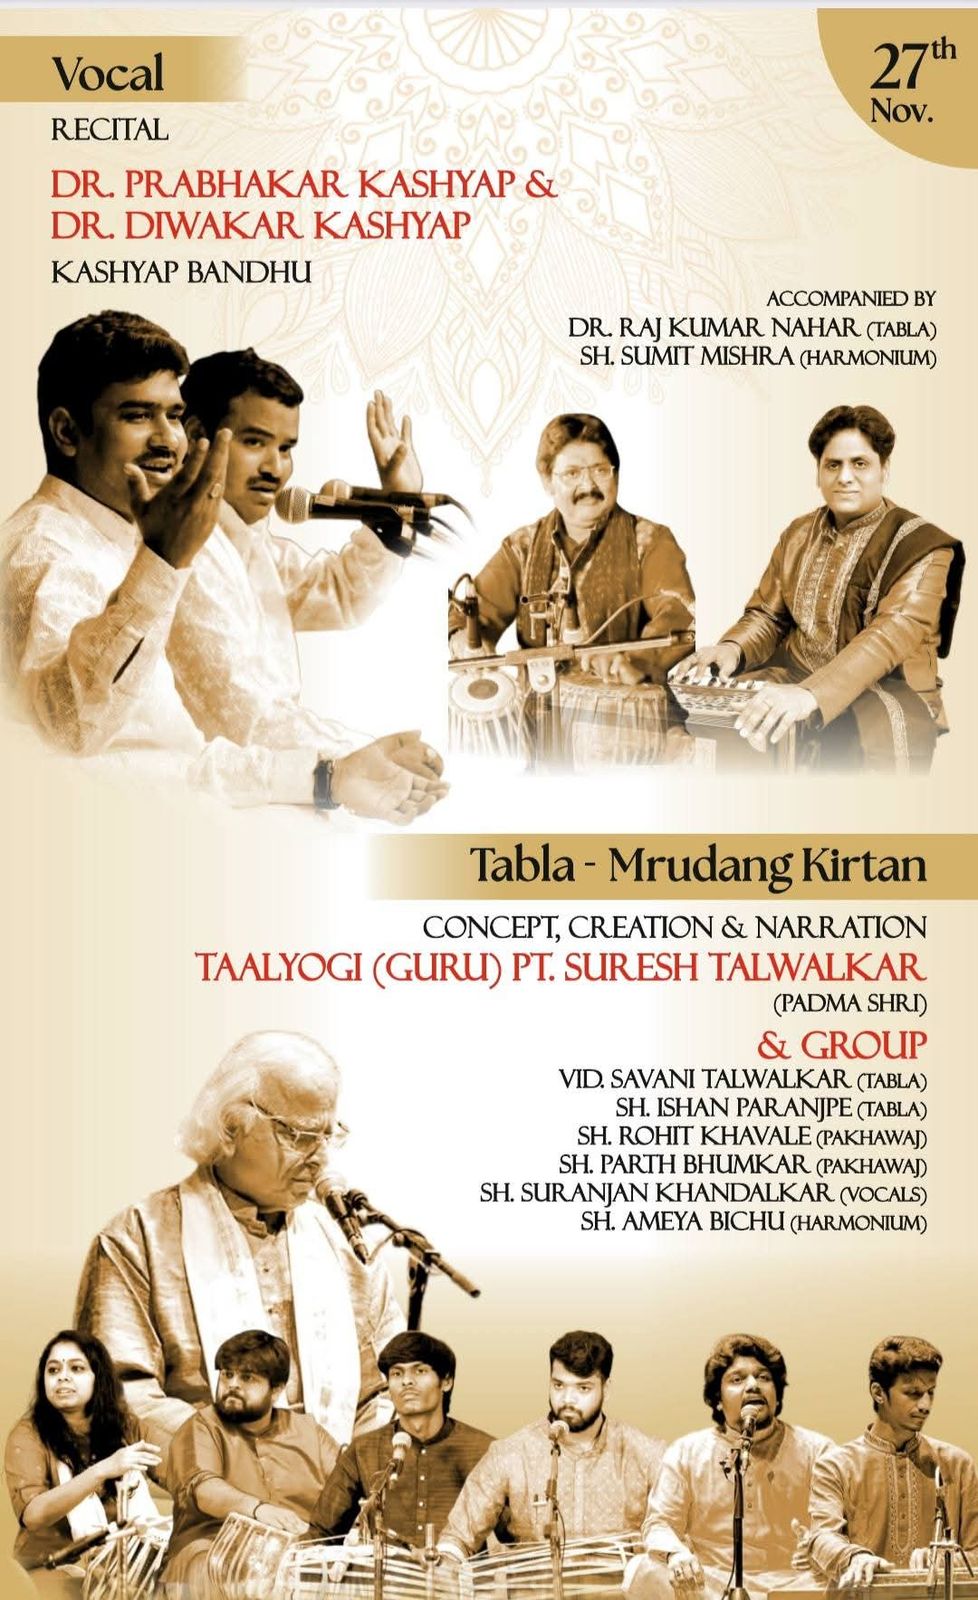 Vocal
RECITAL
27th
Nov.
DR. PRABHAKAR KASHYAP &
DR. DIWAKAR KASHYAP
KASHYAP BANDHU
ACCOMPANIED BY
DR. RAJ KUMAR NAHAR (TABLA)
SH. SUMIT MISHRA (HARMONIUM)
Tabla - Mrudang Kirtan
CONCEPT, CREATION & NARRATION
TAALYOGI (GURU) PT. SURESH TALWALKAR
(PADMA SHRI)
& GROUP
VID. SAVANI TALWALKAR (TABLA)
SH. ISHAN PARANJPE (TABLA)
SH. ROHIT KHAVALE (PAKHAWAJ)
SH. PARTH BHUMKAR (PAKHAWAJ)
SH. SURANJAN KHANDALKAR (VOCALS)
SH. AMEYA BICHU (HARMONIUM)